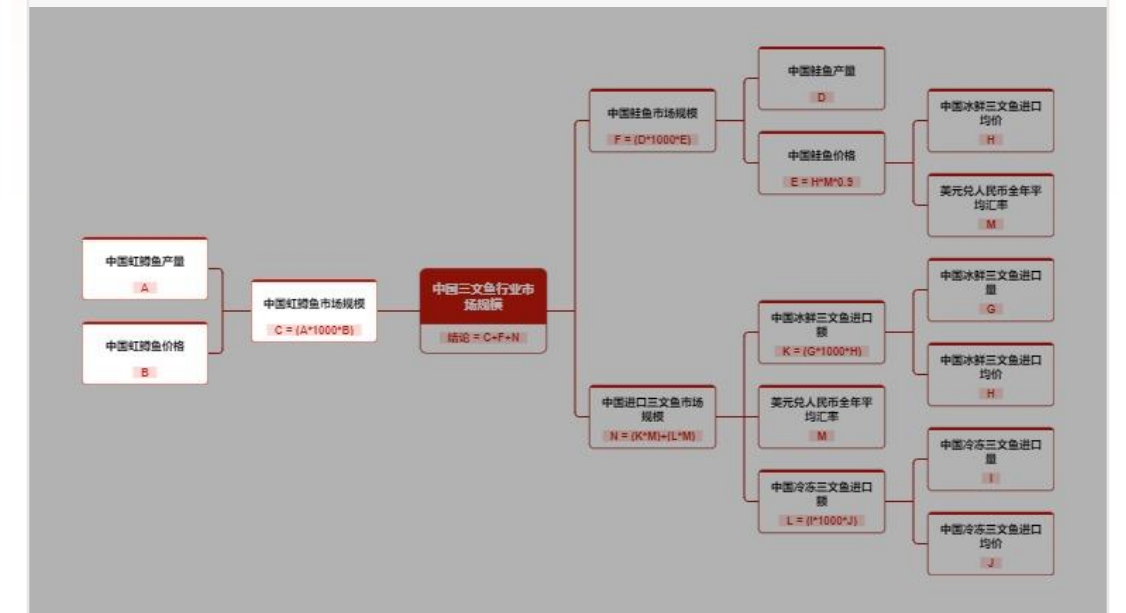 中国虹鳟鱼产量
A
中国虹鳟鱼价格
B
中国虹鳟鱼市场规模
C = (A*1000*B)
中国三文鱼行业市
场规模
结论 = C+F+N
中国鲑鱼市场规模
F = (D*1000*E)
中国鲑鱼产量
D
中国鲑鱼价格
E = H*M*0.9
中国冰鲜三文鱼进口
均价
H
美元兑人民币全年平
均汇率
M
中国进口三文鱼市场
规模
N = (K*M)+(L*M)
中国冰鲜三文鱼进口
额
K = (G*1000*H)
中国冰鲜三文鱼进口
量
G
中国冰鲜三文鱼进口
均价
H
美元兑人民币全年平
均汇率
M
中国冷冻三文鱼进口
额
L = (I*1000*J)
中国冷冻三文鱼进口
量
I
中国冷冻三文鱼进口
均价
J